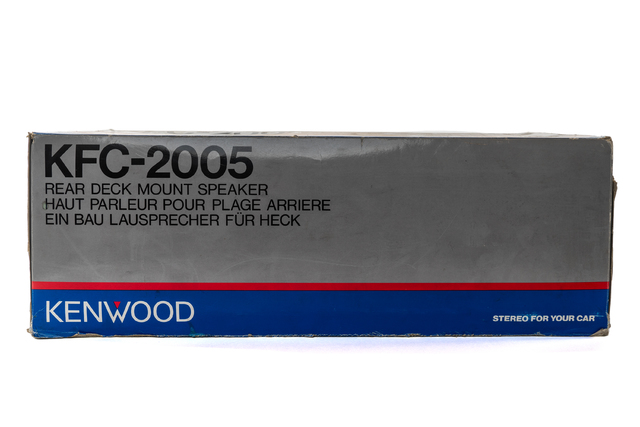 KFC-2005
REAR DECK MOUNT SPEAKER
HAUT PARLEUR POUR PLAGE ARRIERE
EIN BAU LAUSPRECHER FÜR HECK
KENWOOD
STEREO FOR YOUR CAR